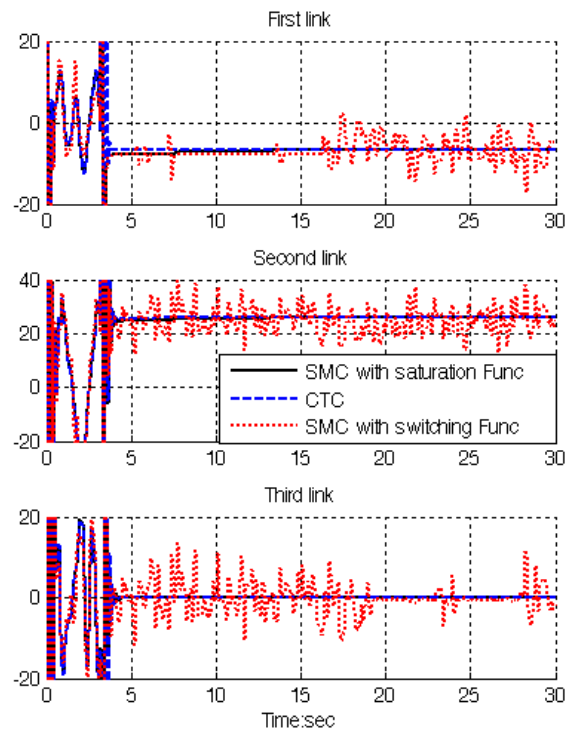 First link
20
0
-20
0 5 10 15 20 25 30
Second link
40
20
0
-20
SMC with saturation Func
CTC
SMC with switching Func
0 5 10 15 20 25 30
Third link
20
0
-20
0 5 10 15 20 25 30
Time:sec